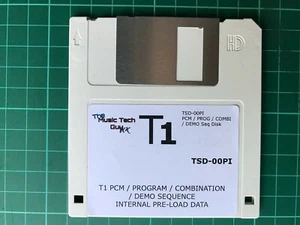 HD
The
Music Tech
Guy
T1
TSD-00PI
PCM / PROG / COMBI
/ DEMO Seq Disk
TSD-00PI
T1 PCM / PROGRAM / COMBINATION
/ DEMO SEQUENCE
INTERNAL PRE-LOAD DATA